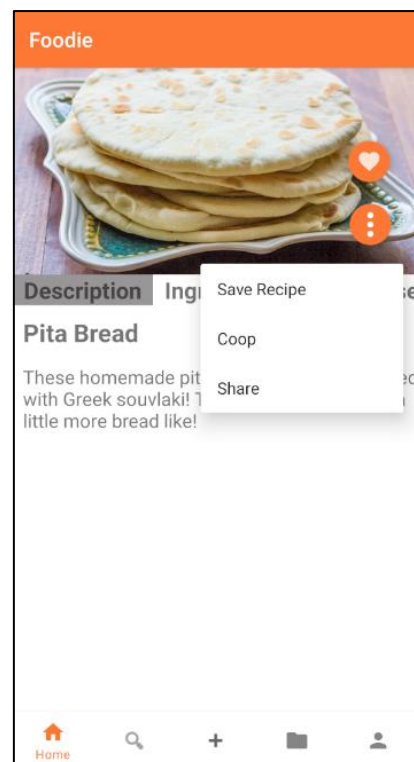 Foodie
Description Ingr
Save Recipe
Pita Bread
Coop
These homemade pit
Share
with Greek souvlaki!
little more bread like!
Home